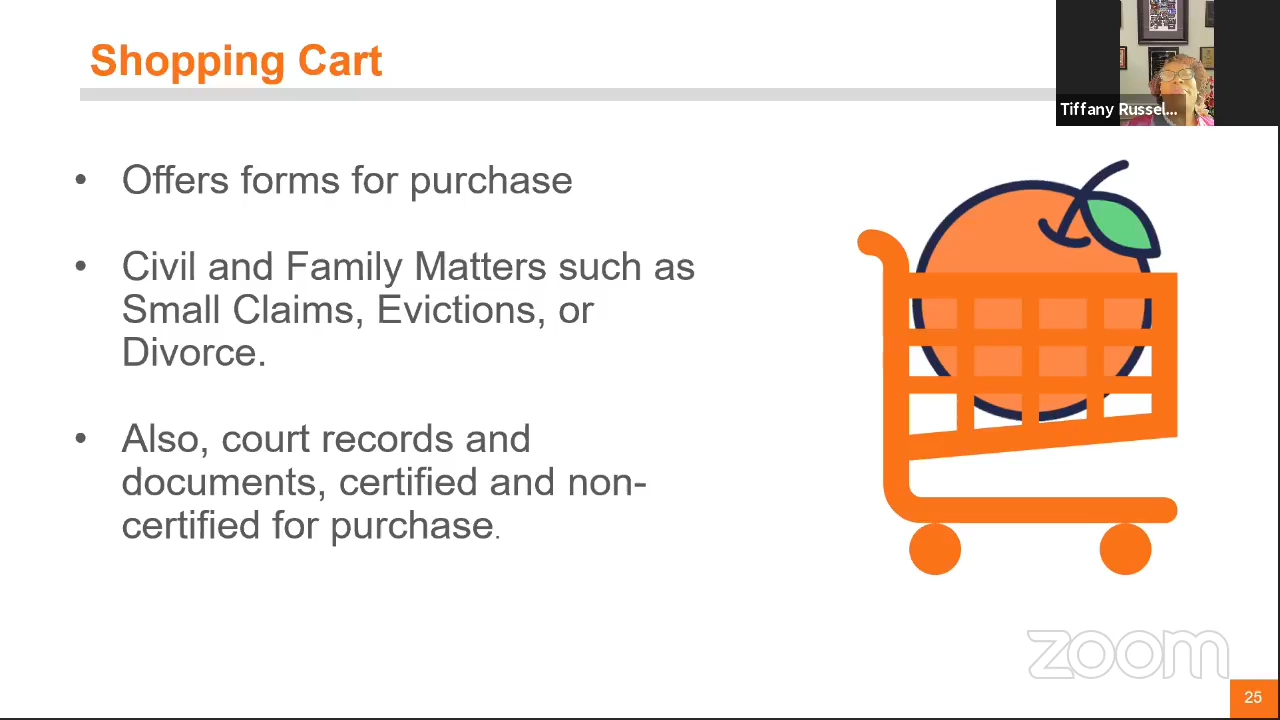 Shopping Cart
Tiffany Russel...
• Offers forms for purchase
• Civil and Family Matters such as
Small Claims, Evictions, or
Divorce.
• Also, court records and
documents, certified and non-
certified for purchase.
zoom
25